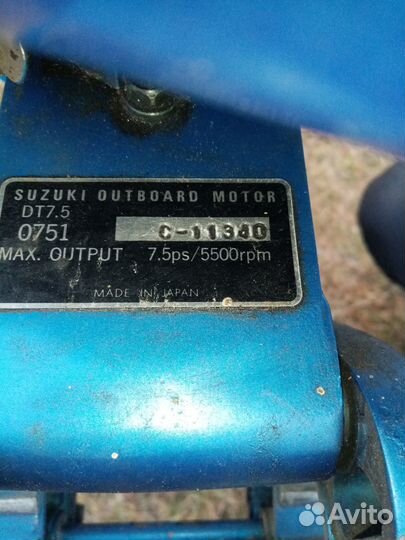 SUZUKI OUTBOARD MOTOR
DT7.5
0751 C-11340
MAX. OUTPUT 7.5ps/5500rpm
MADE IN JAPAN
Avito